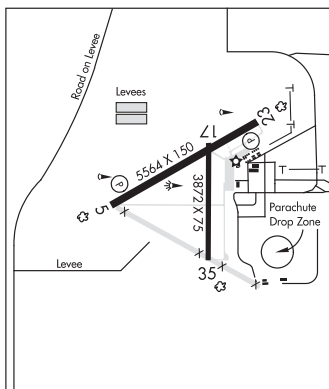 Road on Levee
Levees
23
P
17
5564 X 150
3872 X 75
P
5
T
T
T
T
Parachute
Drop Zone
Levee
35